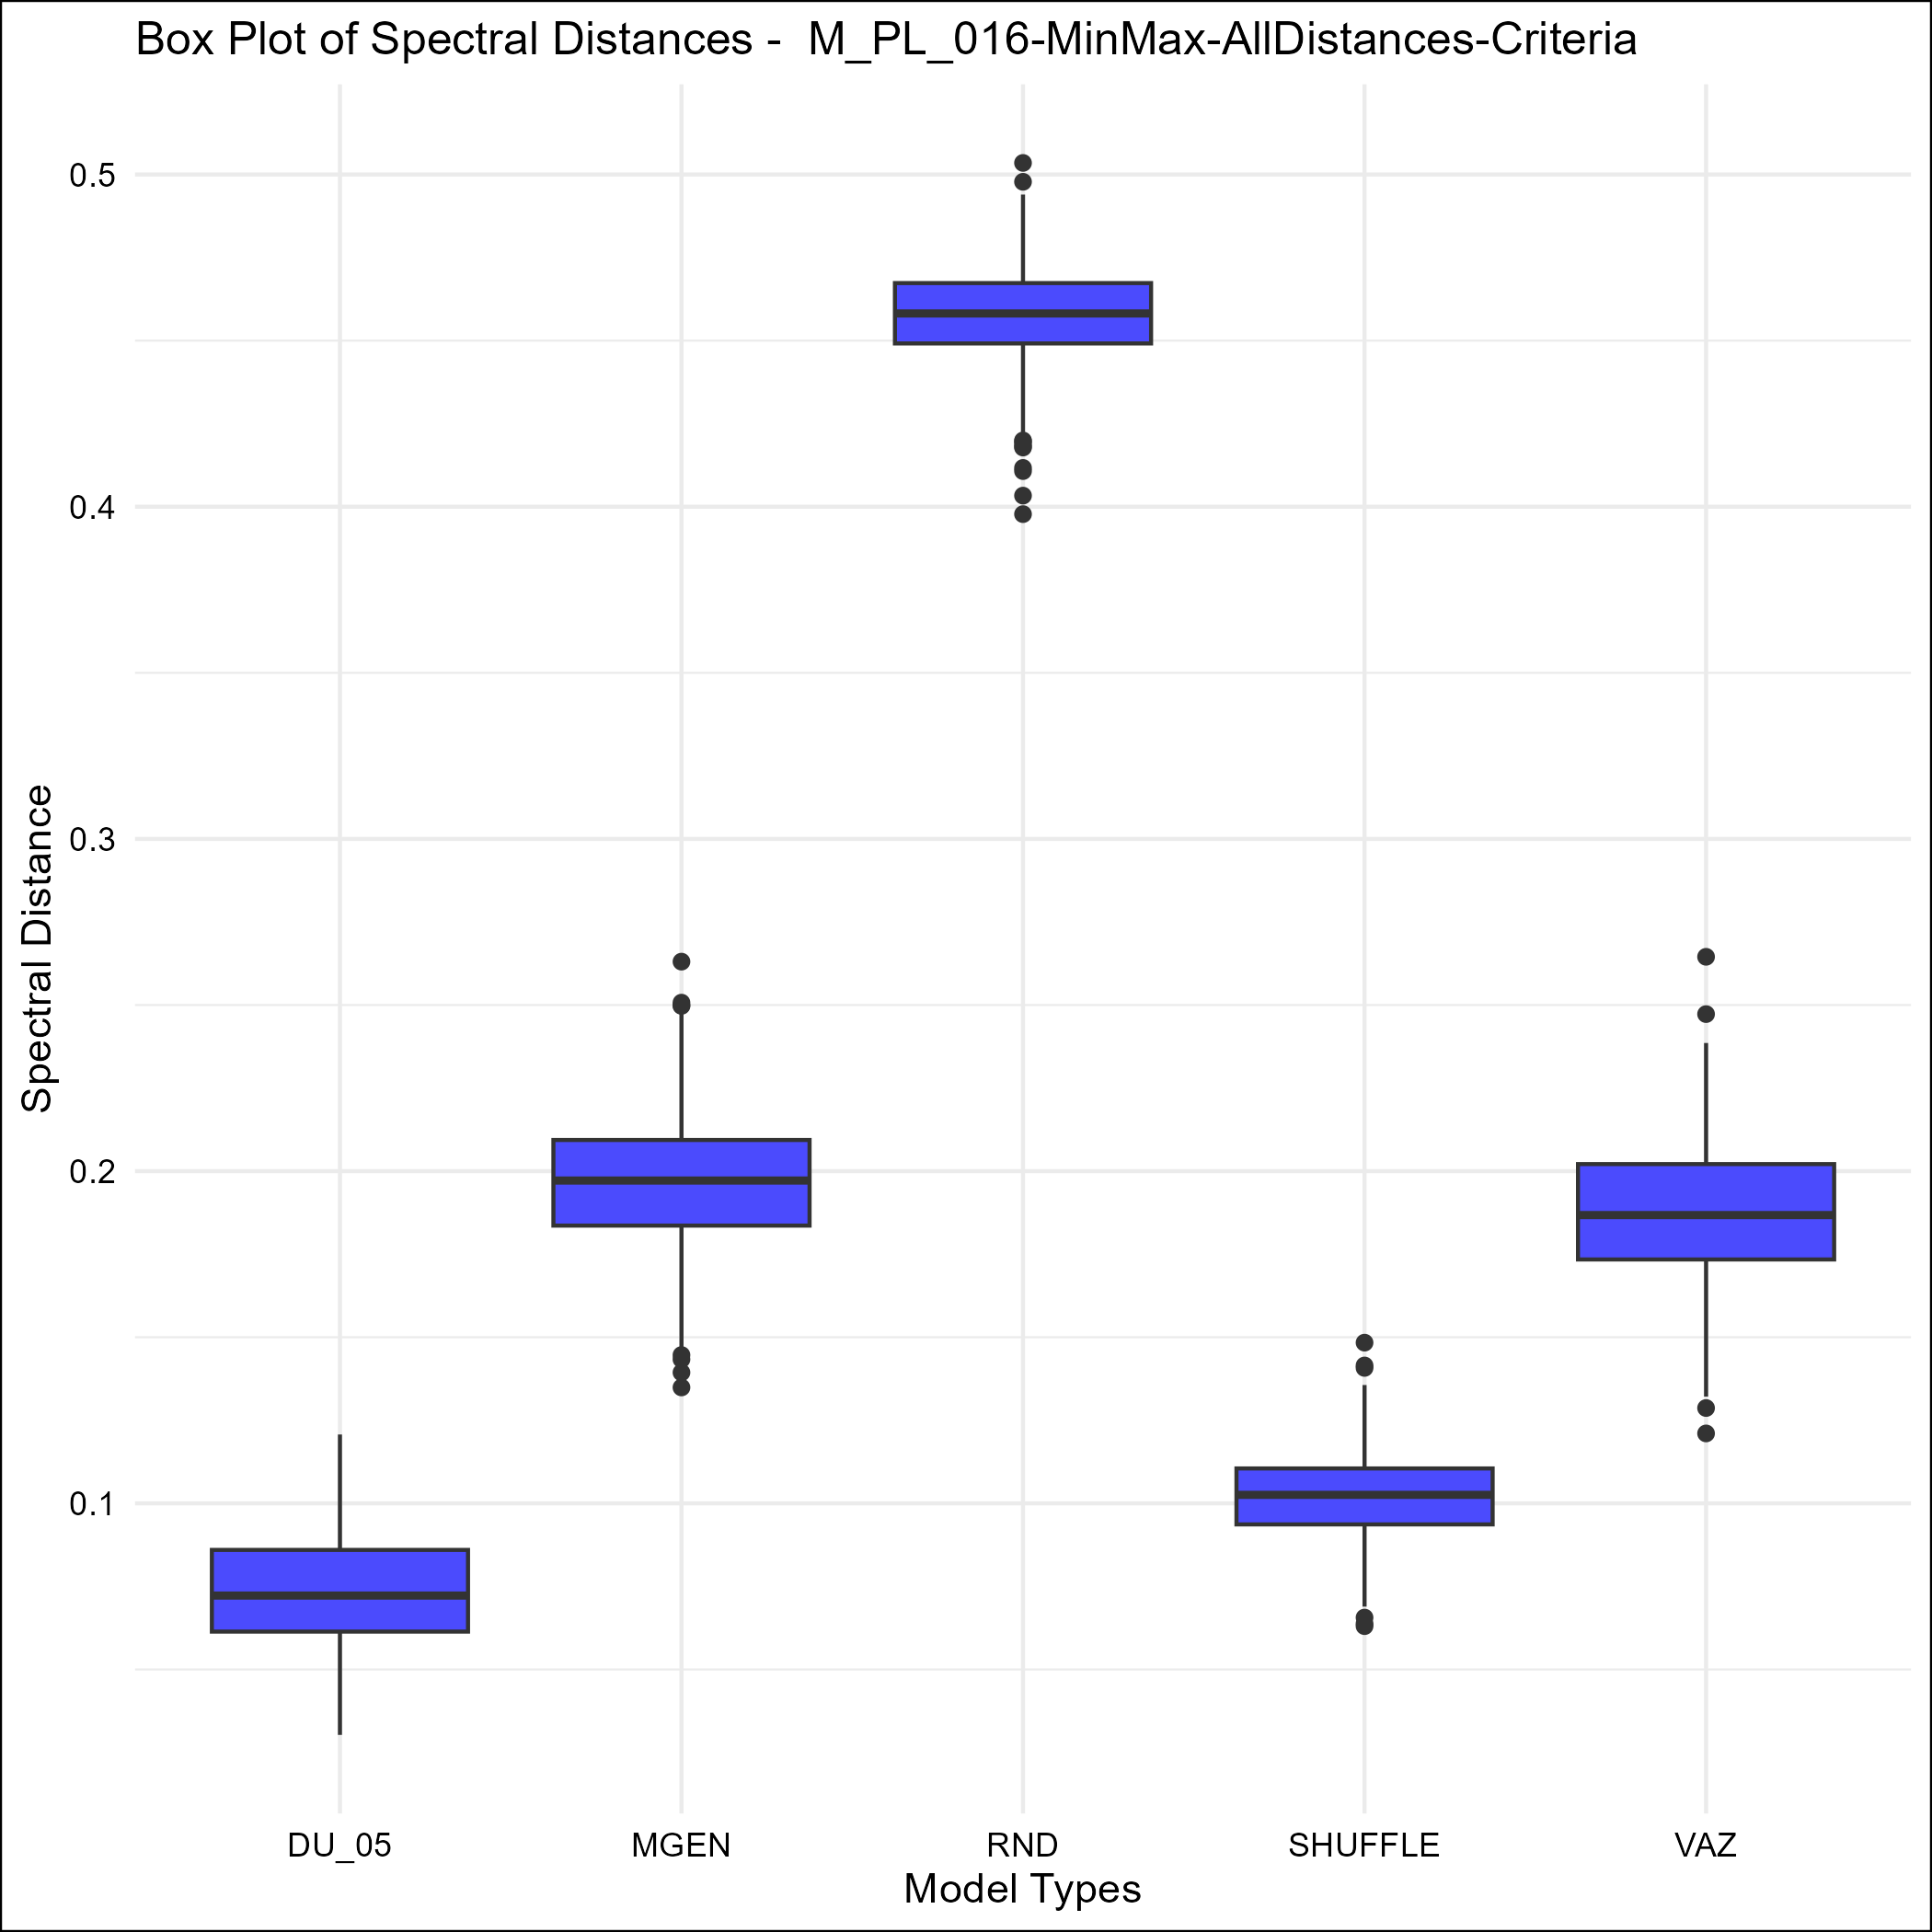 Box Plot of Spectral Distances -  M_PL_016-MinMax-AllDistances-Criteria
Spectral Distance
0.5
0.4
0.3
0.2
0.1
DU_05 MGEN RND SHUFFLE VAZ
Model Types